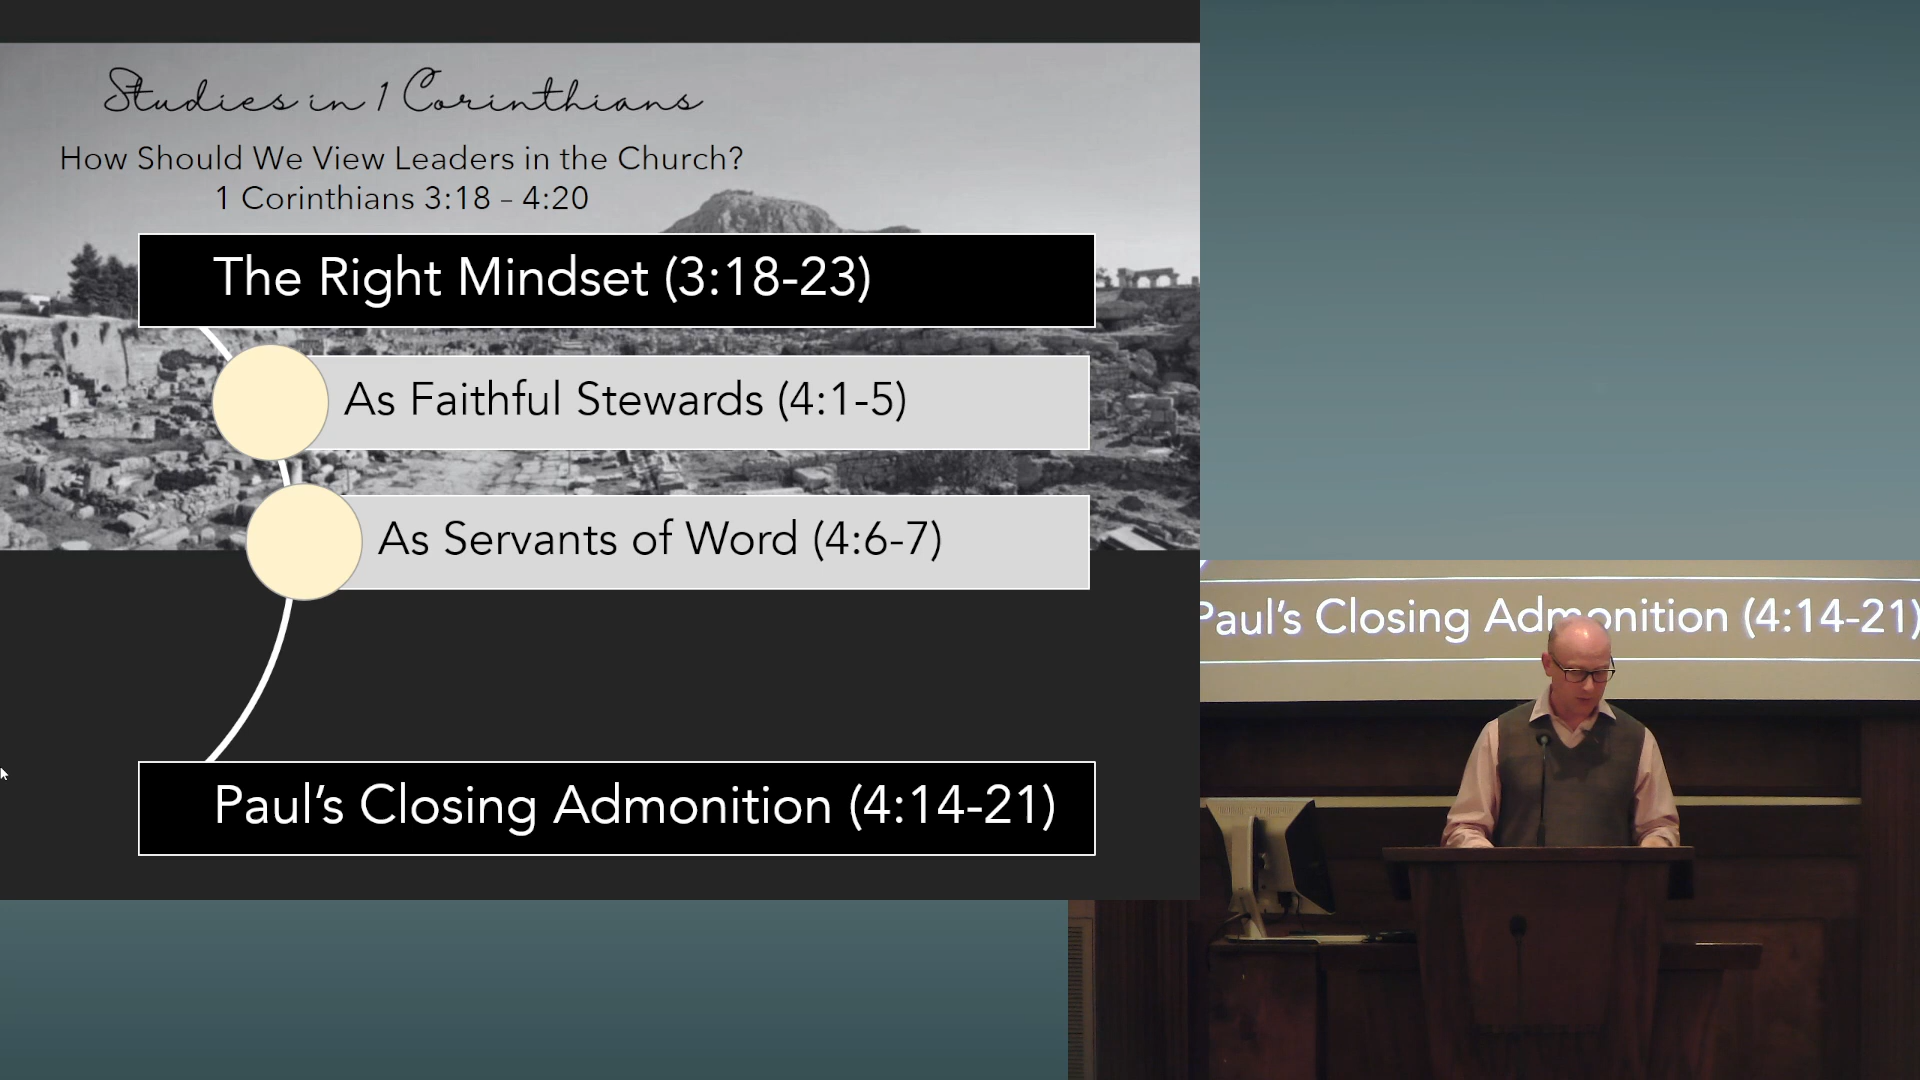 Studies in 1 Corinthians
How Should We View Leaders in the Church?
1 Corinthians 3:18 – 4:20
The Right Mindset (3:18-23)
As Faithful Stewards (4:1-5)
As Servants of Word (4:6-7)
Paul’s Closing Admonition (4:14-21)
Paul’s Closing Admonition (4:14-21)